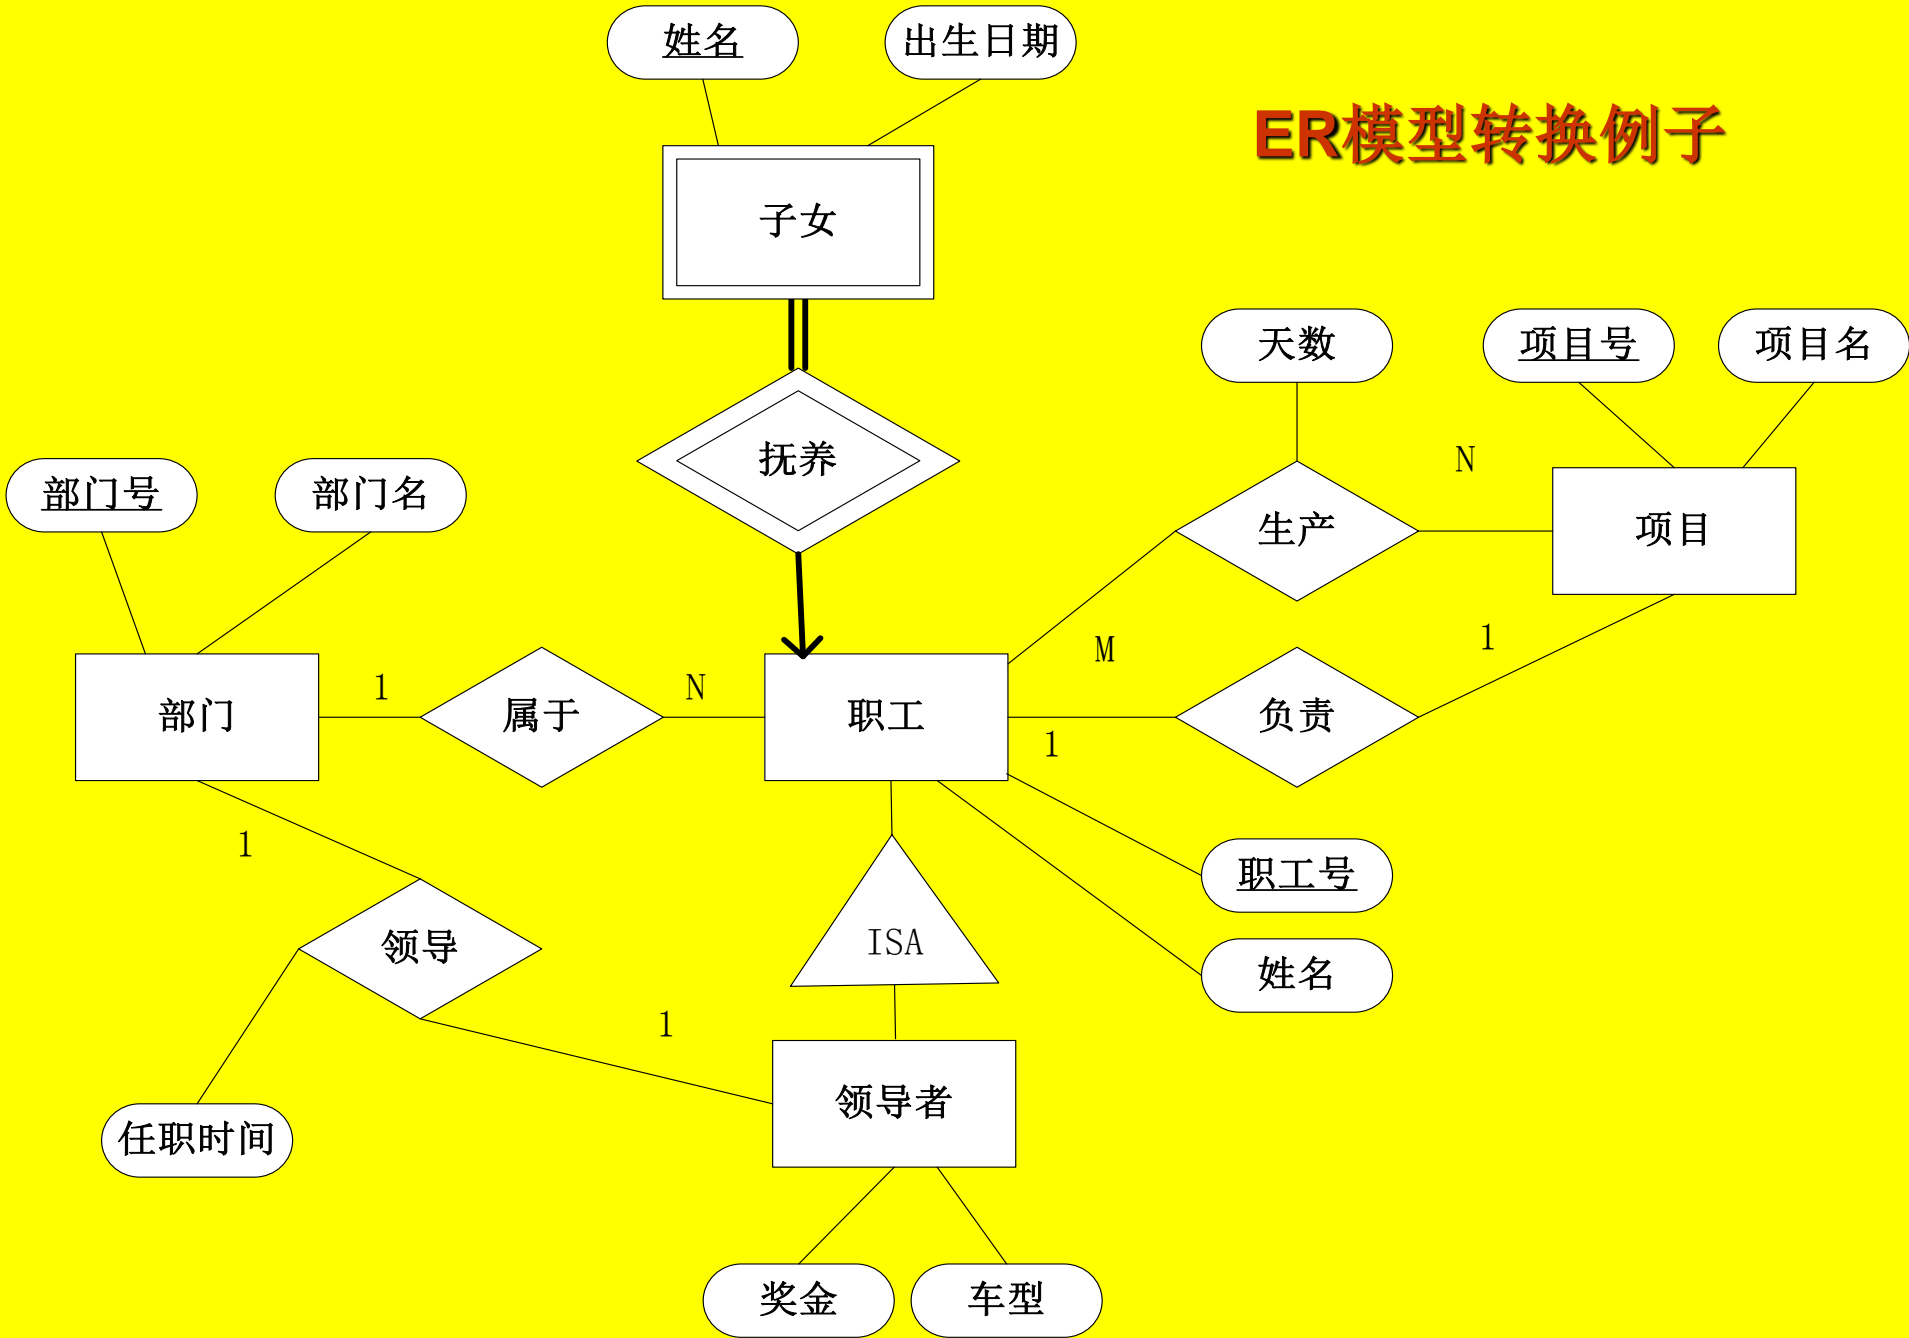 姓名
出生日期
ER模型转换例子
子女
天数
项目号
项目名
抚养
N
部门号
部门名
生产
项目
M
1
1
N
部门
属于
职工
负责
1
1
职工号
领导
ISA
姓名
1
领导者
任职时间
奖金
车型